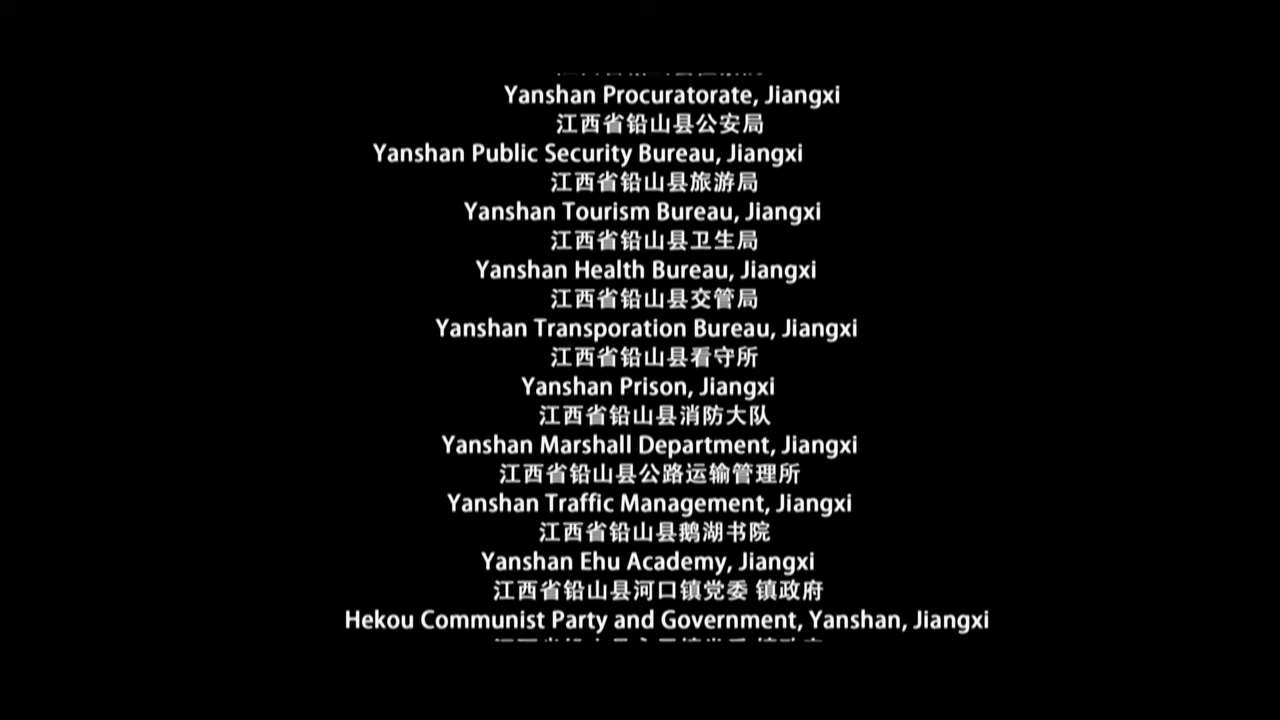 Yanshan Procuratorate, Jiangxi
江西省铅山县公安局
Yanshan Public Security Bureau, Jiangxi
江西省铅山县旅游局
Yanshan Tourism Bureau, Jiangxi
江西省铅山县卫生局
Yanshan Health Bureau, Jiangxi
江西省铅山县交管局
Yanshan Transporation Bureau, Jiangxi
江西省铅山县看守所
Yanshan Prison, Jiangxi
江西省铅山县消防大队
Yanshan Marshall Department, Jiangxi
江西省铅山县公路运输管理所
Yanshan Traffic Management, Jiangxi
江西省铅山县鹅湖书院
Yanshan Ehu Academy, Jiangxi
江西省铅山县河口镇党委 镇政府
Hekou Communist Party and Government, Yanshan, Jiangxi